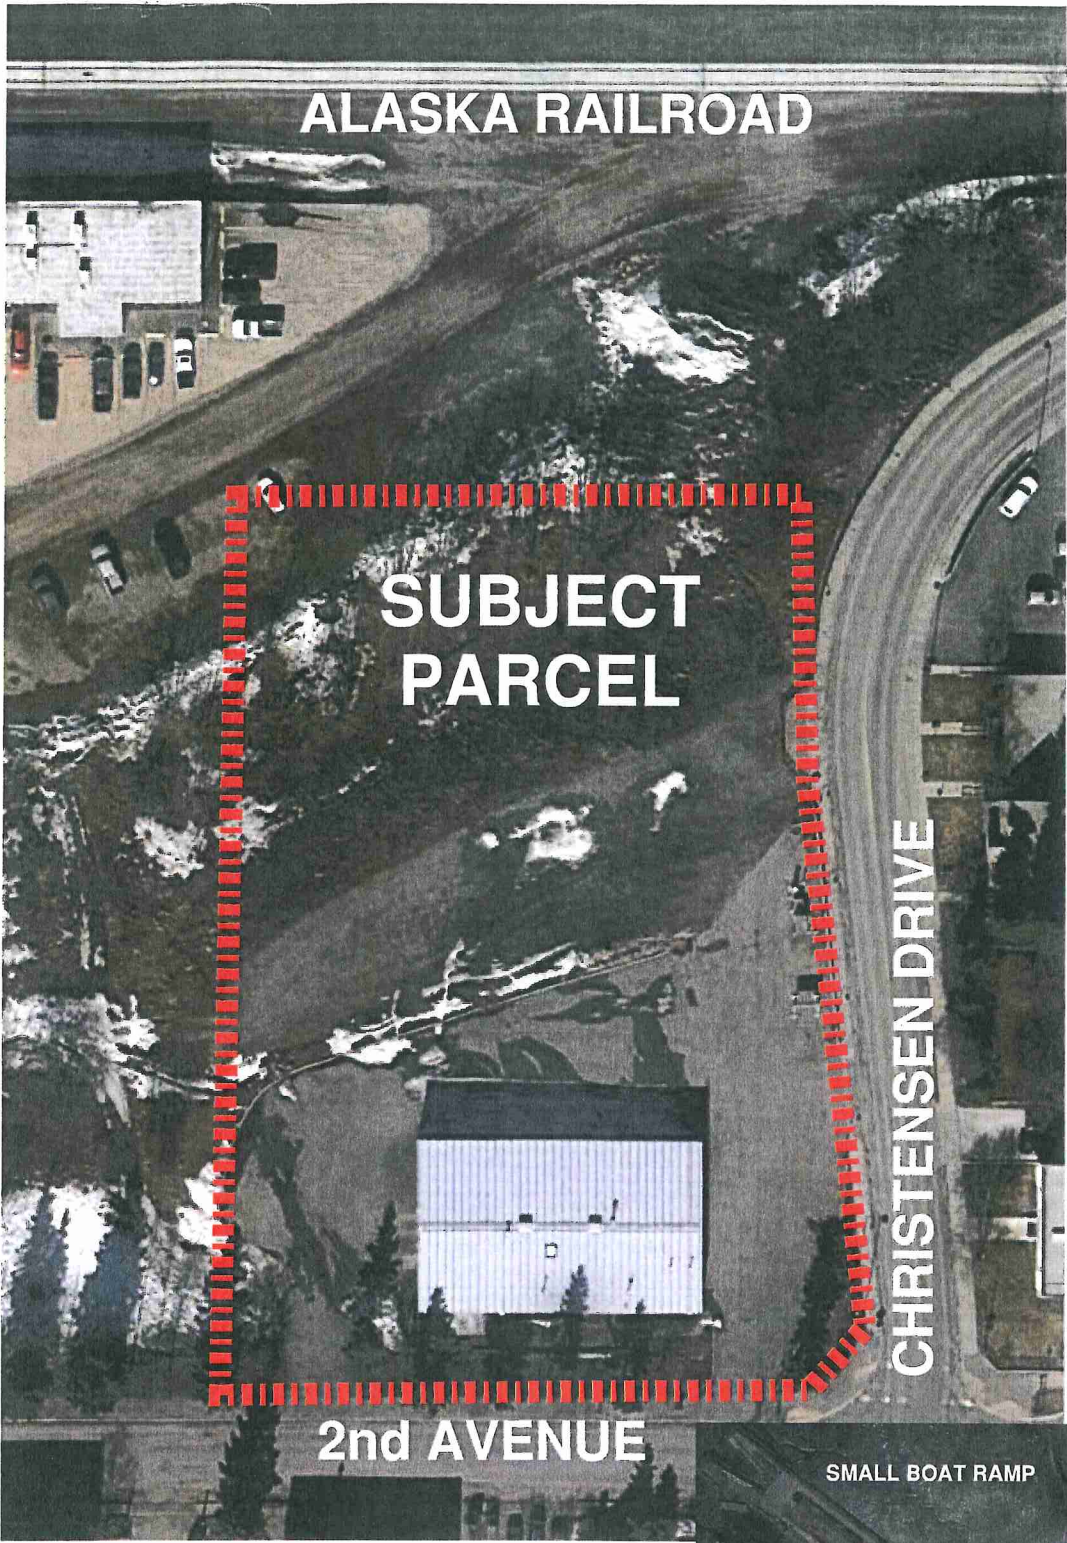 ALASKA RAILROAD
SUBJECT
PARCEL
CHRISTENSEN DRIVE
2nd AVENUE
SMALL BOAT RAMP